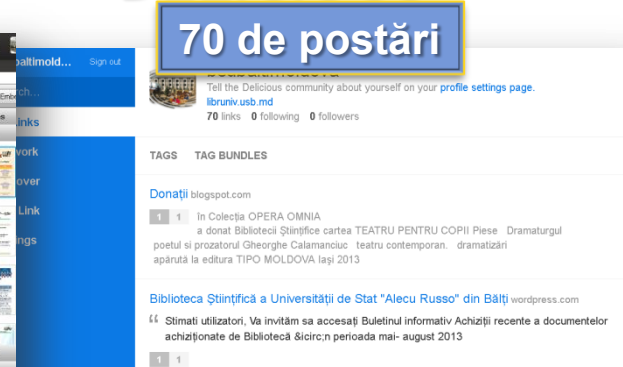 70 de postări
Sign out
Tell the Delicious community about yourself on your profile settings page.
libruniv.usb.md
70 links 0 following 0 followers
Links
TAGS TAG BUNDLES
Donații blogspot.com
1 1 În Colecția OPERA OMNIA
a donat Bibliotecii Științifice cartea TEATRU PENTRU COPII Piese Dramaturgul
poetul si prozatorul Gheorghe Calamanciuc teatru contemporan. dramatizări
apărută la editura TIPO MOLDOVA Iași 2013
Link
Biblioteca Științifică a Universității de Stat "Alecu Russo" din Bălți wordpress.com
“ Stimati utilizatori, Va invităm sa accesați Buletinul informativ Achiziții recente a documentelor
achiziționate de Bibliotecă &icirc;n perioada mai- august 2013
1 1